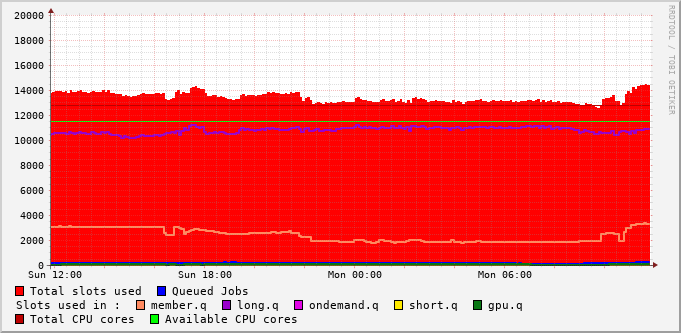 20000
18000
16000
14000
12000
10000
8000
6000
4000
2000
0
Sun 12:00 Sun 18:00 Mon 00:00 Mon 06:00
RRDTOOL / TOBI OETIKER
Total slots used Queued Jobs
Slots used in : member.q long.q ondemand.q short.q gpu.q
Total CPU cores Available CPU cores